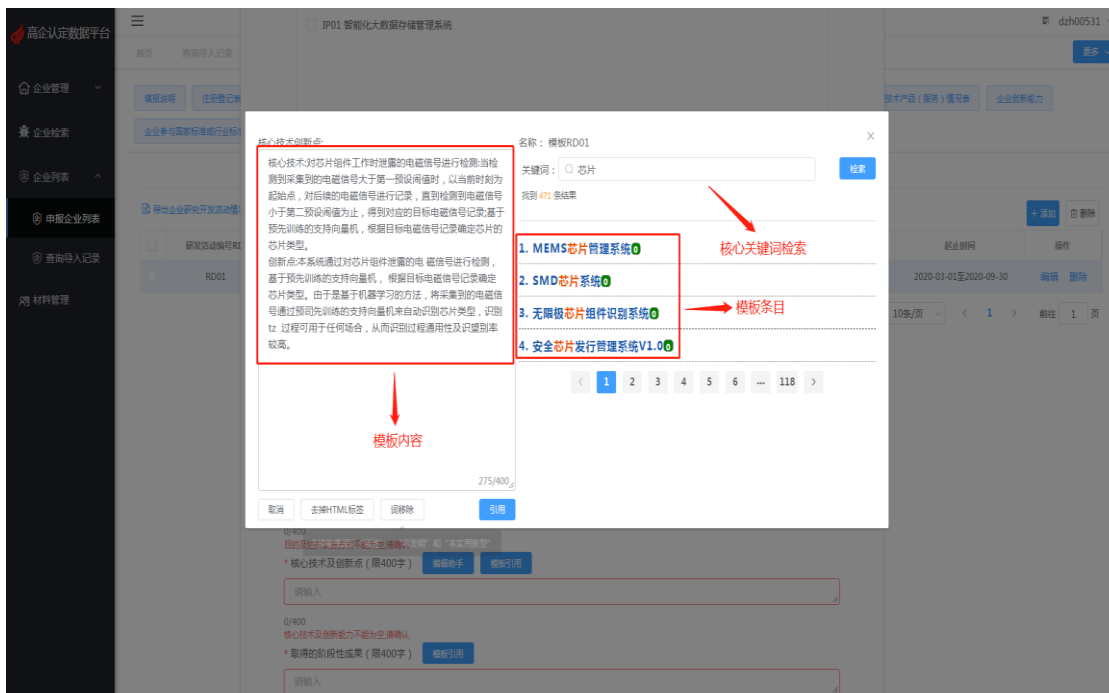 高企认定数据平台
IP01 智能化大数据存储管理系统
dzh00531
首页 查询导入记录
更多
企业管理
企业检索
企业列表
申报企业列表
查询导入记录
材料管理
填报说明 注册登记表
技术产品（服务）情况表 企业创新能力
企业参与国家标准或行业标准
导出企业研究开发活动情
+ 添加 删除
研发活动编号RD
起止时间 操作
RD01
2020-03-01至2020-09-30 编辑 删除
10条/页 < 1 > 前往 1 页
核心技术创新点:
核心技术:对芯片组件工作时泄露的电磁信号进行检测:当检
测到采集到的电磁信号大于第一预设阈值时，以当前时刻为
起始点，对后续的电磁信号进行记录，直到检测到电磁信号
小于第二预设阈值为止，得到对应的目标电磁信号记录;基于
预先训练的支持向量机，根据目标电磁信号记录确定芯片的
芯片类型。
创新点:本系统通过对芯片组件泄露的电 磁信号进行检测，
基于预先训练的支持向量机， 根据目标电磁信号记录确定
芯片类型。由于是基于机器学习的方法，将采集到的电磁信
号通过预司先训练的支持向量机来自动识别芯片类型，识别
tz 过程可用于任何场合，从而识别过程通用性及识望别率
较高。
模板内容
275/400
取消 去掉HTML标签 词移除 引用
名称： 模板RD01
关键词： 芯片 检索
找到 471 条结果
核心关键词检索
1. MEMS芯片管理系统0
2. SMD芯片系统0
3. 无限极芯片组件识别系统0
4. 安全芯片发行管理系统V1.00
模板条目
< 1 2 3 4 5 6 ... 118 >
0/400
* 核心技术及创新点（限400字） 编辑助手 模板引用
请输入
0/400
核心技术及创新能力不能为空,请确认
* 取得的阶段性成果（限400字） 模板引用
请输入